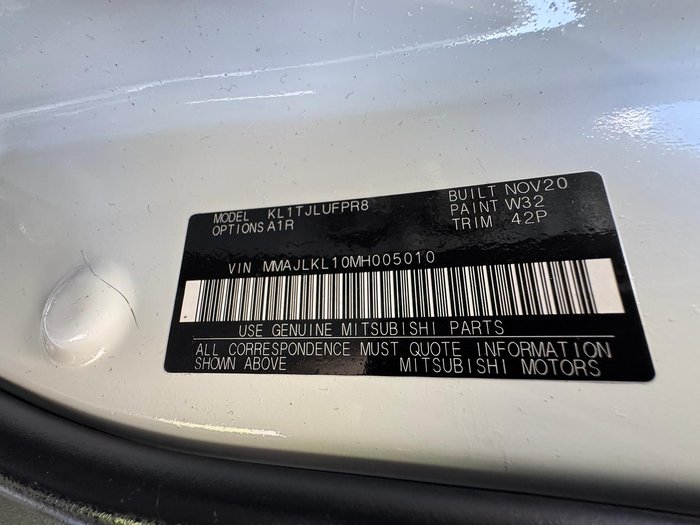 MODEL KL1TJLUFPR8 BUILT NOV20
OPTIONS A1R PAINT W32
TRIM 42P
VIN MMAJLKL10MH005010
USE GENUINE MITSUBISHI PARTS
ALL CORRESPONDENCE MUST QUOTE INFORMATION
SHOWN ABOVE MITSUBISHI MOTORS